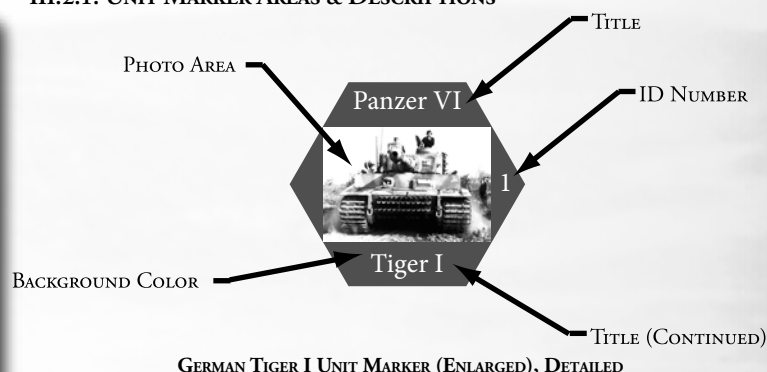 III.2.1: Unit Marker Areas & Descriptions
Title
Photo Area
ID Number
Panzer VI
1
Tiger I
Background Color
Title (Continued)
German Tiger I Unit Marker (Enlarged), Detailed